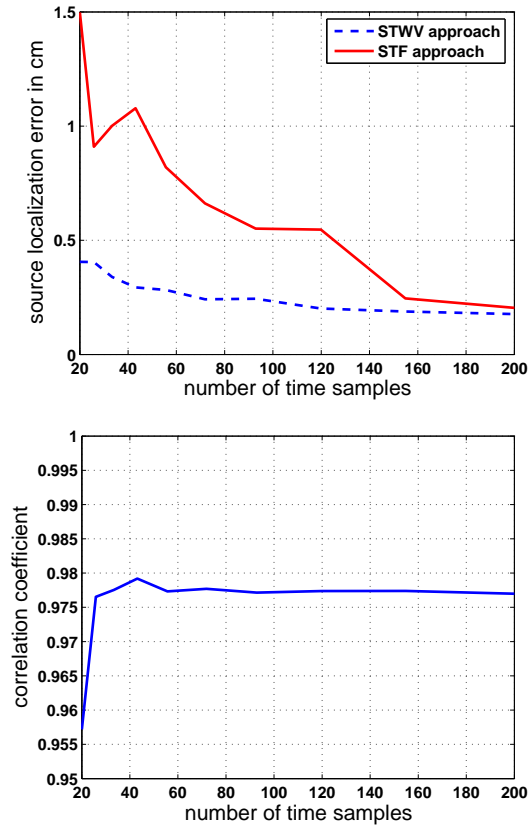 1.5
1
0.5
0
source localization error in cm
STWV approach
STF approach
20 40 60 80 100 120 140 160 180 200
number of time samples
1
0.995
0.99
0.985
0.98
0.975
0.97
0.965
0.96
0.955
0.95
correlation coefficient
20 40 60 80 100 120 140 160 180 200
number of time samples